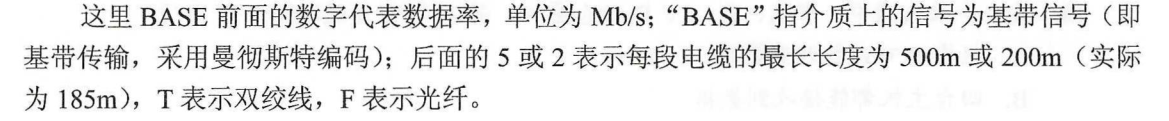 这里 BASE 前面的数字代表数据率，单位为 Mb/s；“BASE”指介质上的信号为基带信号（即
基带传输，采用曼彻斯特编码）；后面的 5 或 2 表示每段电缆的最长长度为 500m 或 200m（实际
为 185m），T 表示双绞线，F 表示光纤。